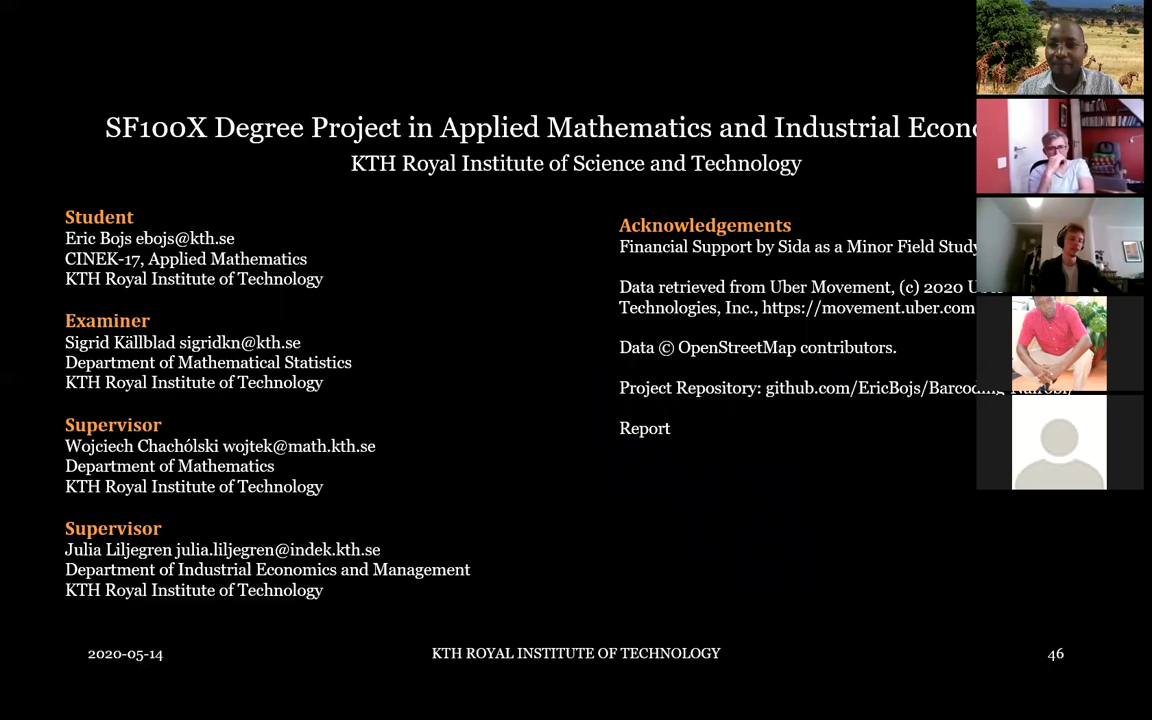 SF100X Degree Project in Applied Mathematics and Industrial Econo
KTH Royal Institute of Science and Technology
Student
Eric Bojs ebojs@kth.se
CINEK-17, Applied Mathematics
KTH Royal Institute of Technology
Examiner
Sigrid Källblad sigridkn@kth.se
Department of Mathematical Statistics
KTH Royal Institute of Technology
Supervisor
Wojciech Chachólski wojtek@math.kth.se
Department of Mathematics
KTH Royal Institute of Technology
Supervisor
Julia Liljegren julia.liljegren@indek.kth.se
Department of Industrial Economics and Management
KTH Royal Institute of Technology
Acknowledgements
Financial Support by Sida as a Minor Field Study
Data retrieved from Uber Movement, (c) 2020 Uber
Technologies, Inc., https://movement.uber.com
Data © OpenStreetMap contributors.
Project Repository: github.com/EricBojs/Barcoding-Nairobi/
Report
2020-05-14
KTH ROYAL INSTITUTE OF TECHNOLOGY
46